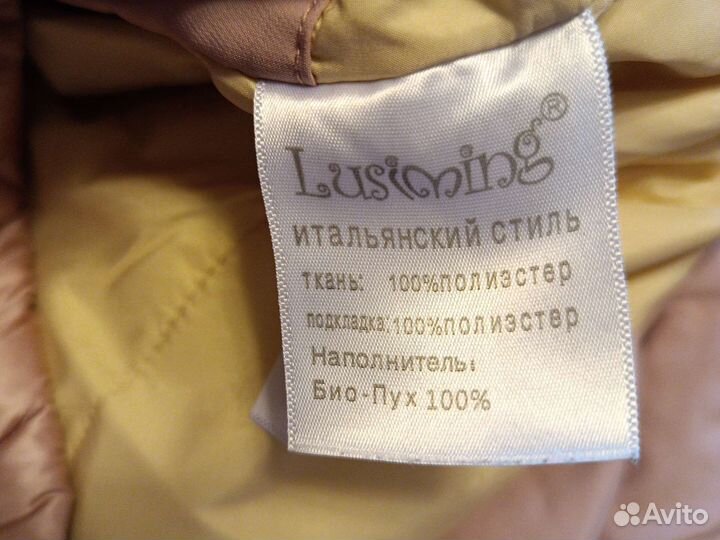 Lusiming®
ИТАЛЬЯНСКИЙ СТИЛЬ
ТКАНЬ: 100%ПОЛИЭСТЕР
ПОДКЛАДКА:100%ПОЛИЭСТЕР
Наполнитель:
Био-Пух 100%
Avito